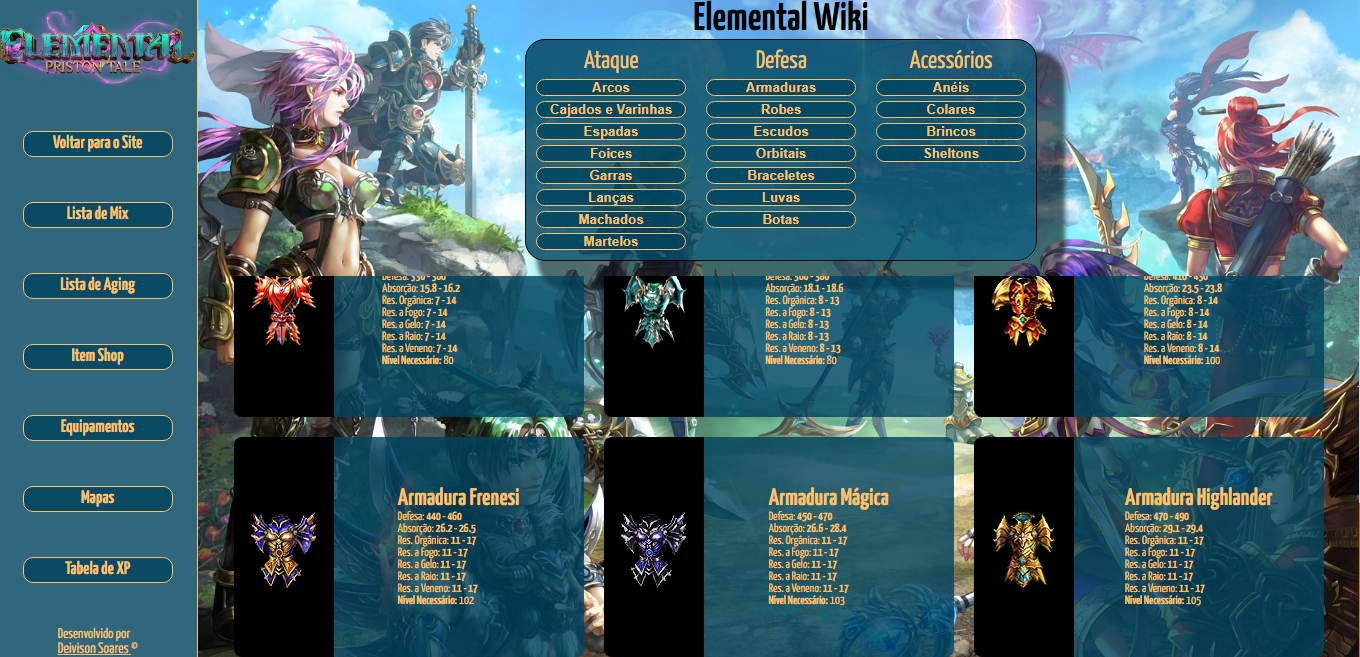 ELEMENTAL
PRISTON TALE
Voltar para o Site
Lista de Mix
Lista de Aging
Item Shop
Equipamentos
Mapas
Tabela de XP
Desenvolvido por
Deivison Soares ©
Elemental Wiki
Ataque
Arcos
Cajados e Varinhas
Espadas
Foices
Garras
Lanças
Machados
Martelos
Defesa
Armaduras
Robes
Escudos
Orbitais
Braceletes
Luvas
Botas
Acessórios
Anéis
Colares
Brincos
Sheltons
Absorção: 15.8 - 16.2
Res. Orgânica: 7 - 14
Res. a Fogo: 7 - 14
Res. a Gelo: 7 - 14
Res. a Raio: 7 - 14
Res. a Veneno: 7 - 14
Nível Necessário: 80
Absorção: 18.1 - 18.6
Res. Orgânica: 8 - 13
Res. a Fogo: 8 - 13
Res. a Gelo: 8 - 13
Res. a Raio: 8 - 13
Res. a Veneno: 8 - 13
Nível Necessário: 80
Absorção: 23.5 - 23.8
Res. Orgânica: 8 - 14
Res. a Fogo: 8 - 14
Res. a Gelo: 8 - 14
Res. a Raio: 8 - 14
Res. a Veneno: 8 - 14
Nível Necessário: 100
Armadura Frenesi
Defesa: 440 - 460
Absorção: 26.2 - 26.5
Res. Orgânica: 11 - 17
Res. a Fogo: 11 - 17
Res. a Gelo: 11 - 17
Res. a Raio: 11 - 17
Res. a Veneno: 11 - 17
Nível Necessário: 102
Armadura Mágica
Defesa: 450 - 470
Absorção: 26.6 - 28.4
Res. Orgânica: 11 - 17
Res. a Fogo: 11 - 17
Res. a Gelo: 11 - 17
Res. a Raio: 11 - 17
Res. a Veneno: 11 - 17
Nível Necessário: 103
Armadura Highlander
Defesa: 470 - 490
Absorção: 29.1 - 29.4
Res. Orgânica: 11 - 17
Res. a Fogo: 11 - 17
Res. a Gelo: 11 - 17
Res. a Raio: 11 - 17
Res. a Veneno: 11 - 17
Nível Necessário: 105